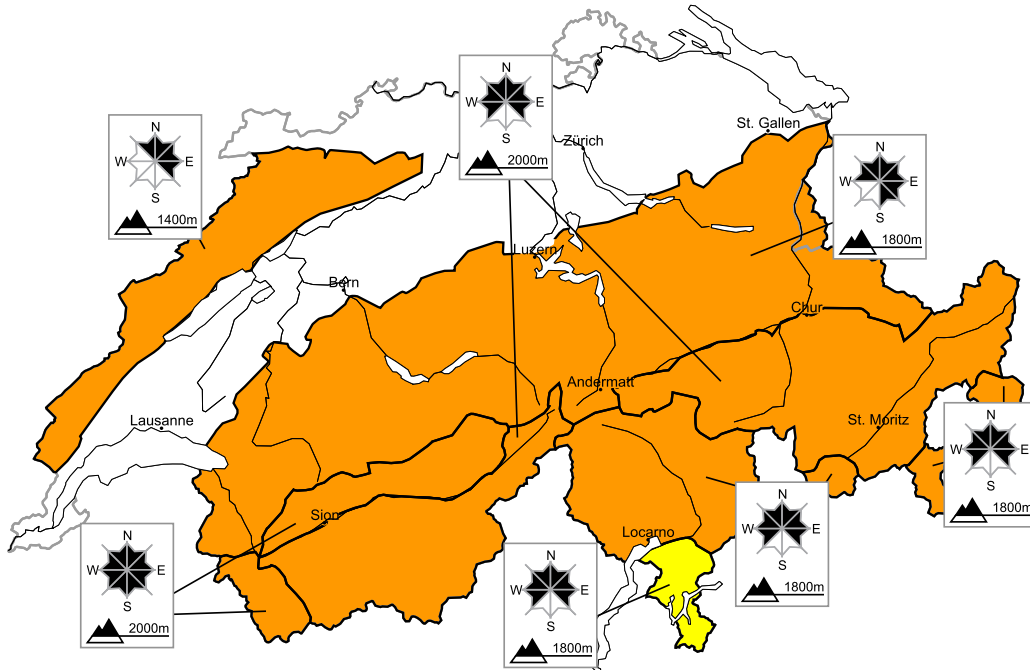 N
W E
S
2000m
St. Gallen
Zürich
N
W E
S
1400m
N
W E
S
1800m
Luzern
Bern
Chur
Andermatt
Lausanne
St. Moritz
N
W E
S
1800m
Sion
Locarno
N
W E
S
1800m
N
W E
S
2000m
N
W E
S
1800m